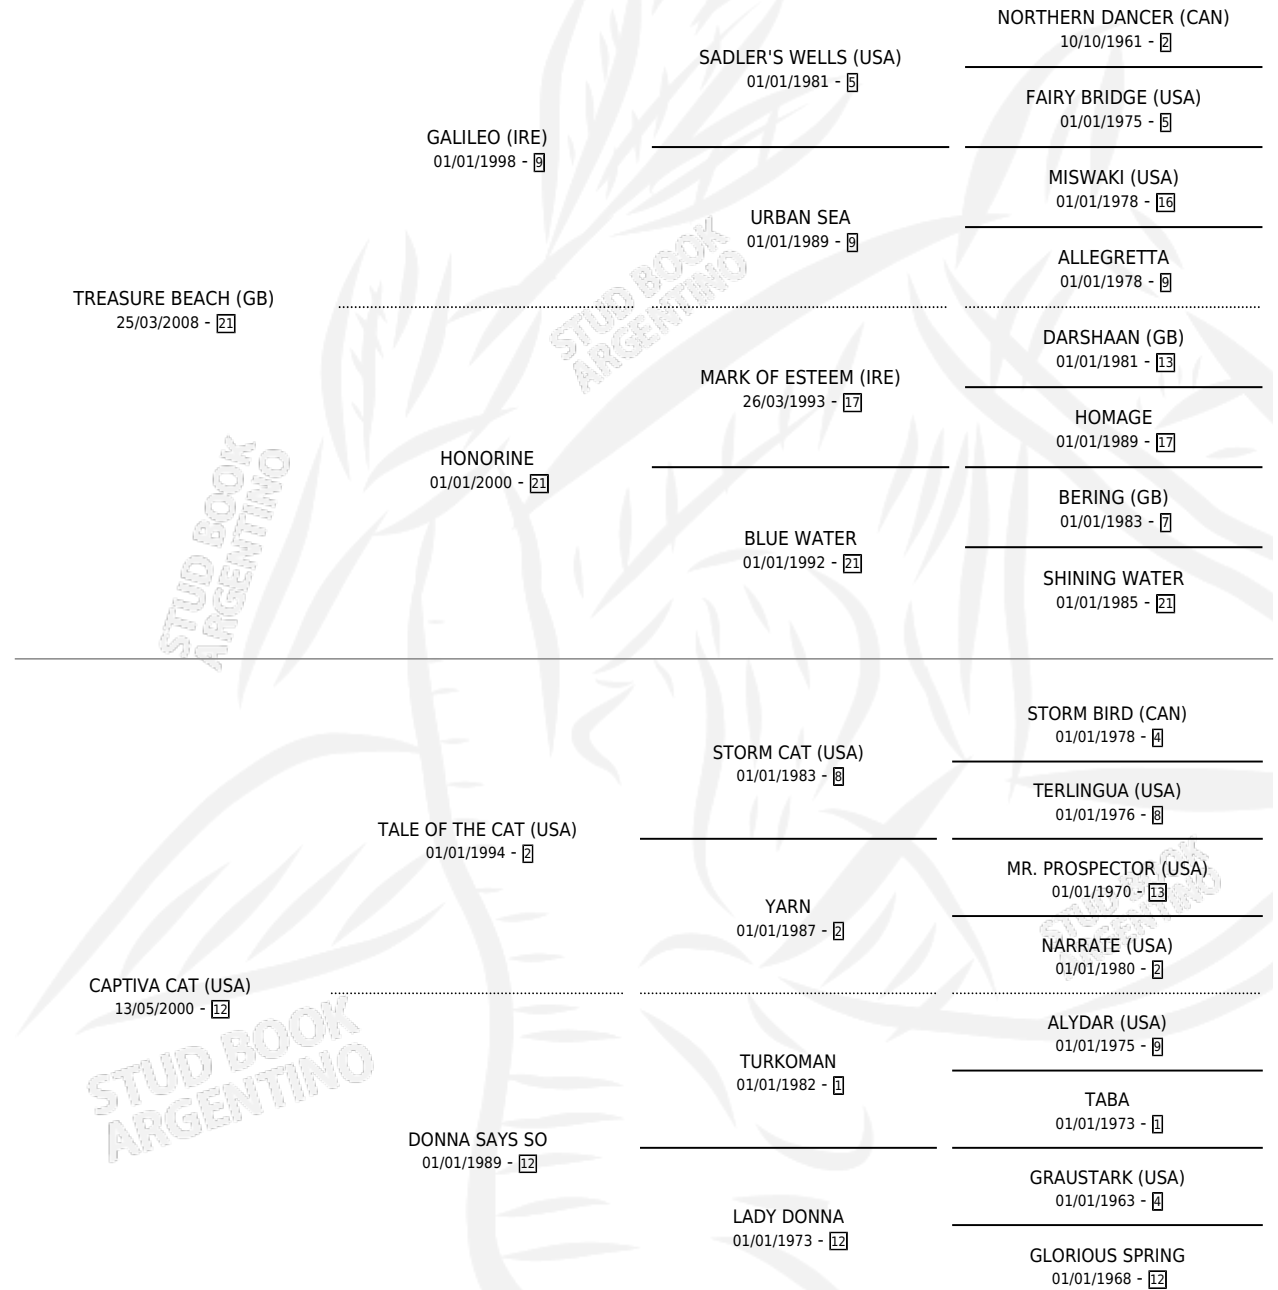 NORTHERN DANCER (CAN)
10/10/1961 - 2
SADLER'S WELLS (USA)
01/01/1981 - 5
FAIRY BRIDGE (USA)
01/01/1975 - 5
GALILEO (IRE)
01/01/1998 - 9
MISWAKI (USA)
01/01/1978 - 16
URBAN SEA
01/01/1989 - 9
ALLEGRETTA
01/01/1978 - 9
TREASURE BEACH (GB)
25/03/2008 - 21
DARSHAAN (GB)
01/01/1981 - 13
MARK OF ESTEEM (IRE)
26/03/1993 - 17
HOMAGE
01/01/1989 - 17
HONORINE
01/01/2000 - 21
BERING (GB)
01/01/1983 - 7
BLUE WATER
01/01/1992 - 21
SHINING WATER
01/01/1985 - 21
STUD BOOK
ARGENTINO
STUD BOOK
ARGENTINO
STORM BIRD (CAN)
01/01/1978 - 4
STORM CAT (USA)
01/01/1983 - 8
TERLINGUA (USA)
01/01/1976 - 8
TALE OF THE CAT (USA)
01/01/1994 - 2
MR. PROSPECTOR (USA)
01/01/1970 - 13
YARN
01/01/1987 - 2
NARRATE (USA)
01/01/1980 - 2
CAPTIVA CAT (USA)
13/05/2000 - 12
ALYDAR (USA)
01/01/1975 - 9
TURKOMAN
01/01/1982 - 1
TABA
01/01/1973 - 1
DONNA SAYS SO
01/01/1989 - 12
GRAUSTARK (USA)
01/01/1963 - 4
LADY DONNA
01/01/1973 - 12
GLORIOUS SPRING
01/01/1968 - 12
STUD BOOK
ARGENTINO
STUD BOOK
ARGENTINO